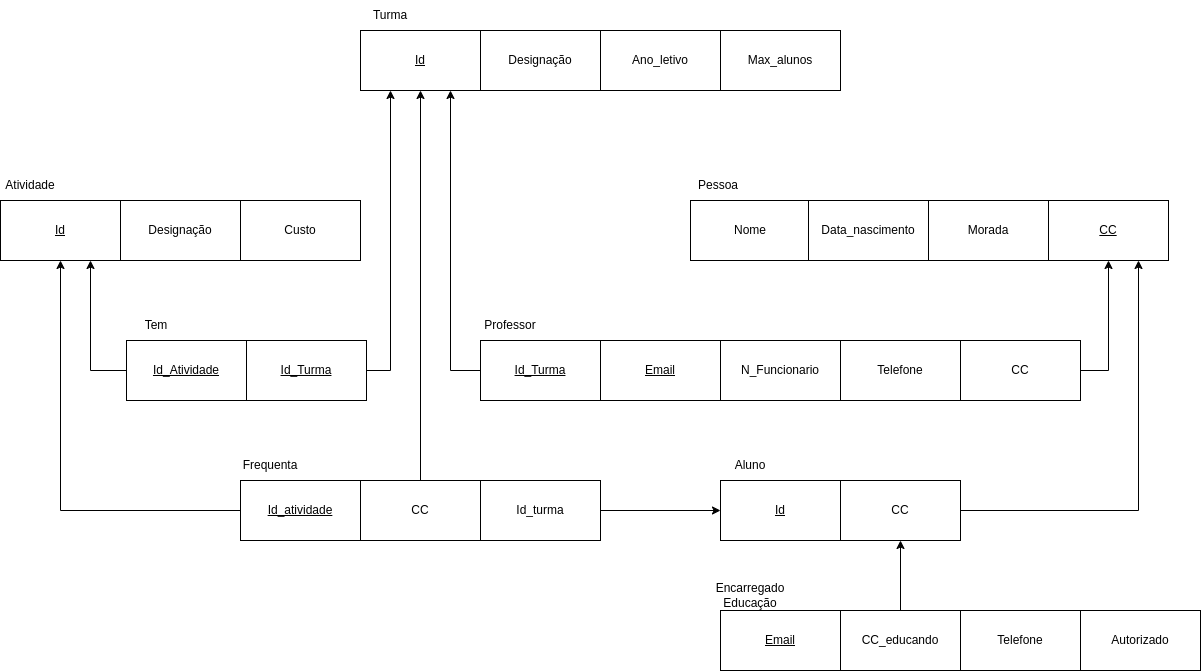 Turma
Id Designação Ano_letivo Max_alunos
Atividade
Id Designação Custo
Pessoa
Nome Data_nascimento Morada CC
Tem
Id_Atividade Id_Turma
Professor
Id_Turma Email N_Funcionario Telefone CC
Frequenta
Id_atividade CC Id_turma
Aluno
Id CC
Encarregado
Educação
Email CC_educando Telefone Autorizado